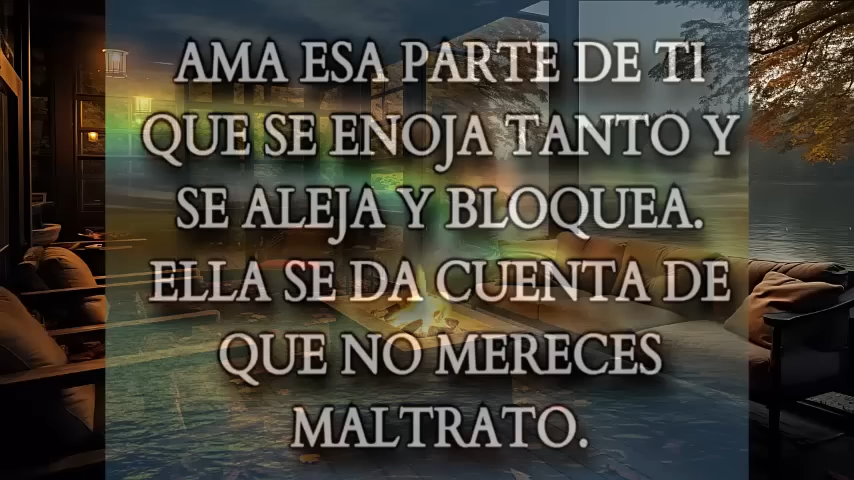 AMA ESA PARTE DE TI
QUE SE ENOJA TANTO Y
SE ALEJA Y BLOQUEA.
ELLA SE DA CUENTA DE
QUE NO MERECES
MALTRATO.